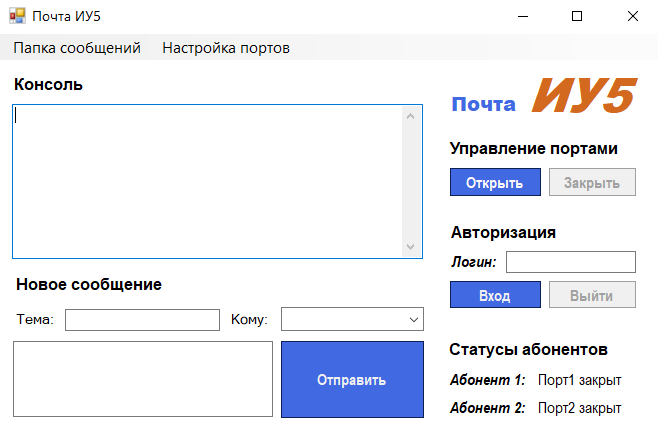 Почта ИУ5
Папка сообщений Настройка портов
Консоль
Почта ИУ5
Управление портами
Открыть Закрыть
Авторизация
Логин:
Вход Выйти
Новое сообщение
Тема: Кому:
Отправить
Статусы абонентов
Абонент 1: Порт1 закрыт
Абонент 2: Порт2 закрыт